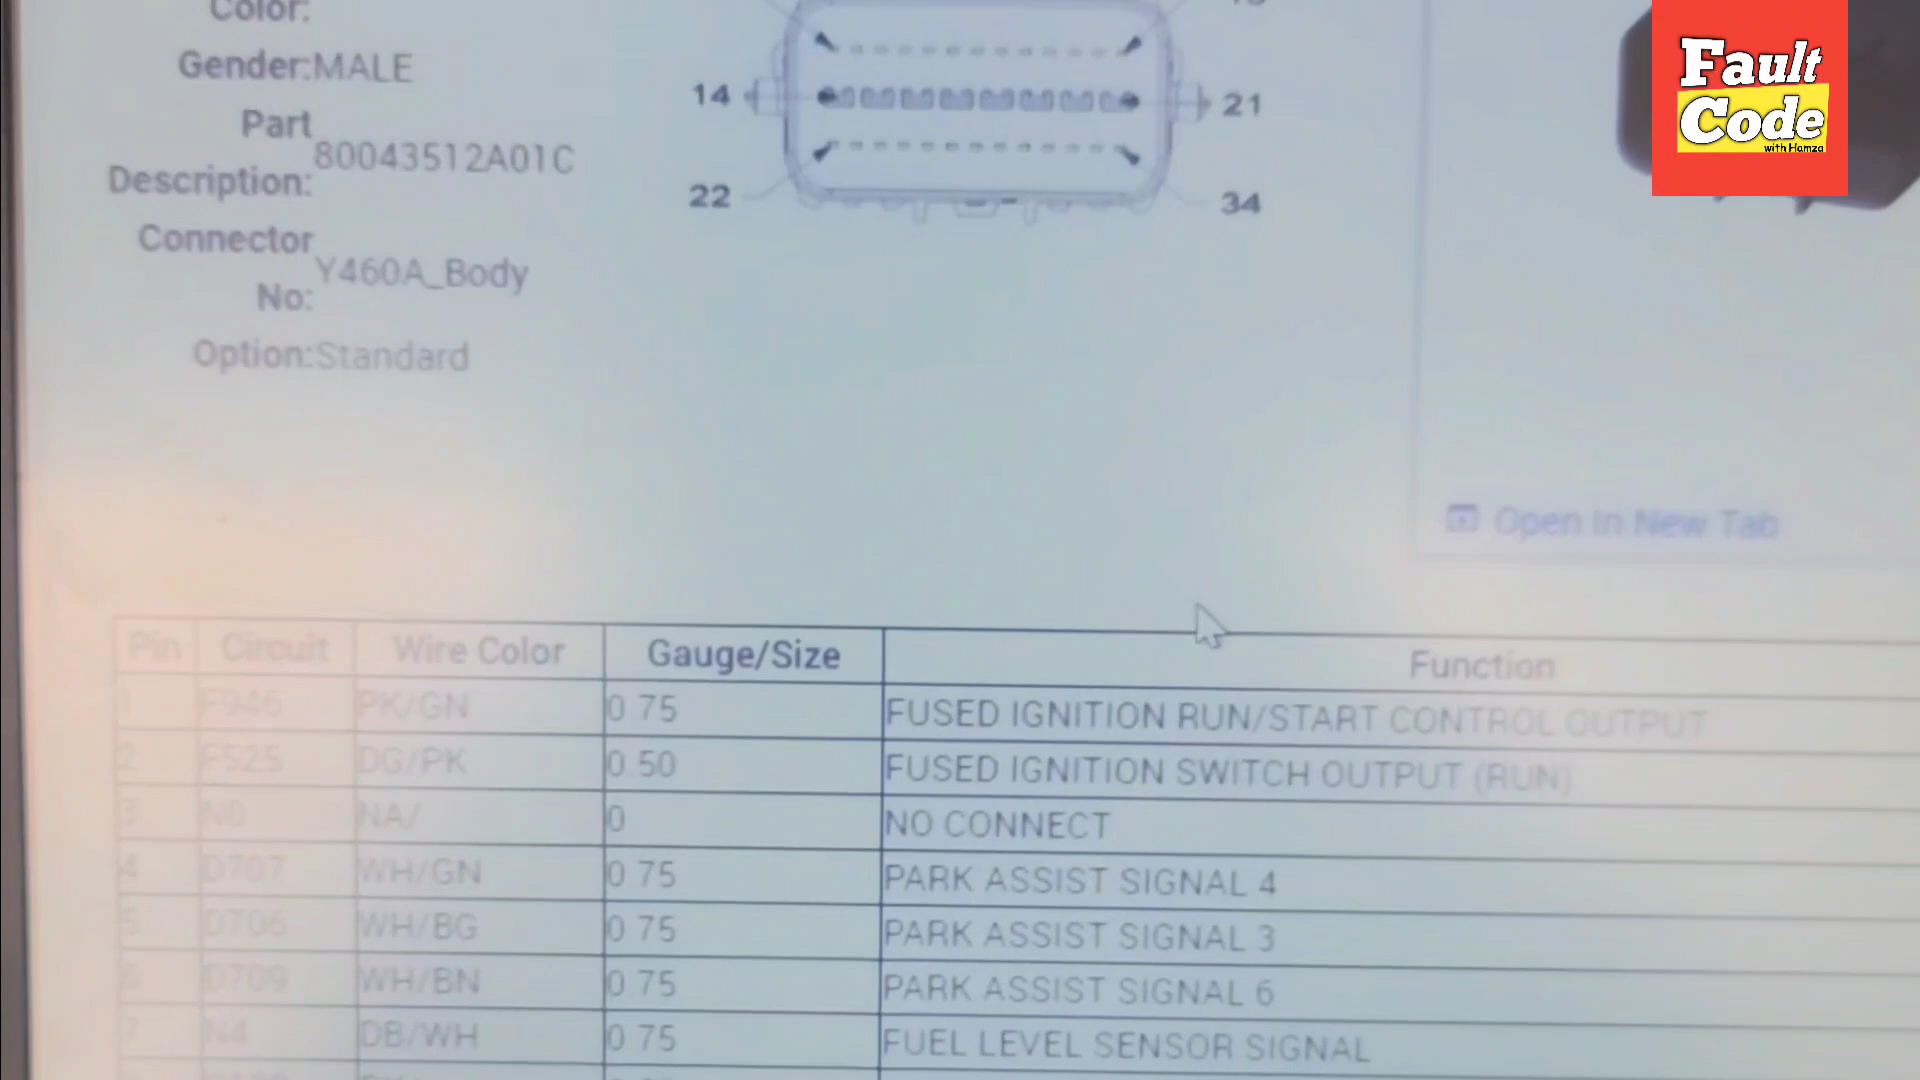 Color:
Gender:MALE
Part
Description:
80043512A01C
Connector
No:
Y460A_Body
Option:Standard
14
21
22
34
Fault
Code
with Hamza
Open In New Tab
Pin Circuit Wire Color Gauge/Size Function
1 F946 PK/GN 0 75 FUSED IGNITION RUN/START CONTROL OUTPUT
2 F525 DG/PK 0 50 FUSED IGNITION SWITCH OUTPUT (RUN)
3 N0 NA/ 0 NO CONNECT
4 D707 WH/GN 0 75 PARK ASSIST SIGNAL 4
5 D706 WH/BG 0 75 PARK ASSIST SIGNAL 3
6 D709 WH/BN 0 75 PARK ASSIST SIGNAL 6
7 N4 DB/WH 0 75 FUEL LEVEL SENSOR SIGNAL